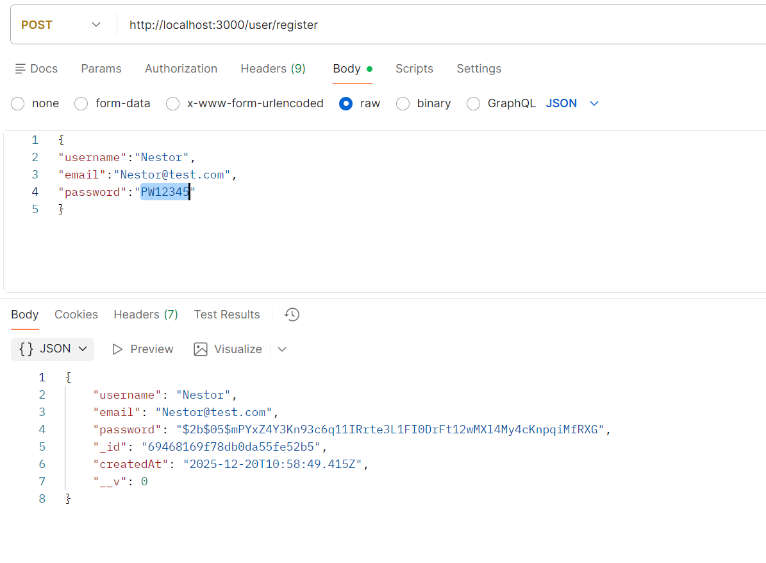 POST http://localhost:3000/user/register
Docs Params Authorization Headers (9) Body Scripts Settings
none form-data x-www-form-urlencoded raw binary GraphQL JSON
1 {
2 "username":"Nestor",
3 "email":"Nestor@test.com",
4 "password":"PW12345"
5 }
Body Cookies Headers (7) Test Results
{} JSON Preview Visualize
1 {
2 "username": "Nestor",
3 "email": "Nestor@test.com",
4 "password": "$2b$05$mPYxZ4Y3Kn93c6q11IRrte3L1FI0DrFt12wMXl4My4cKnpqiMfRXG",
5 "_id": "69468169f78db0da55fe52b5",
6 "createdAt": "2025-12-20T10:58:49.415Z",
7 "__v": 0
8 }